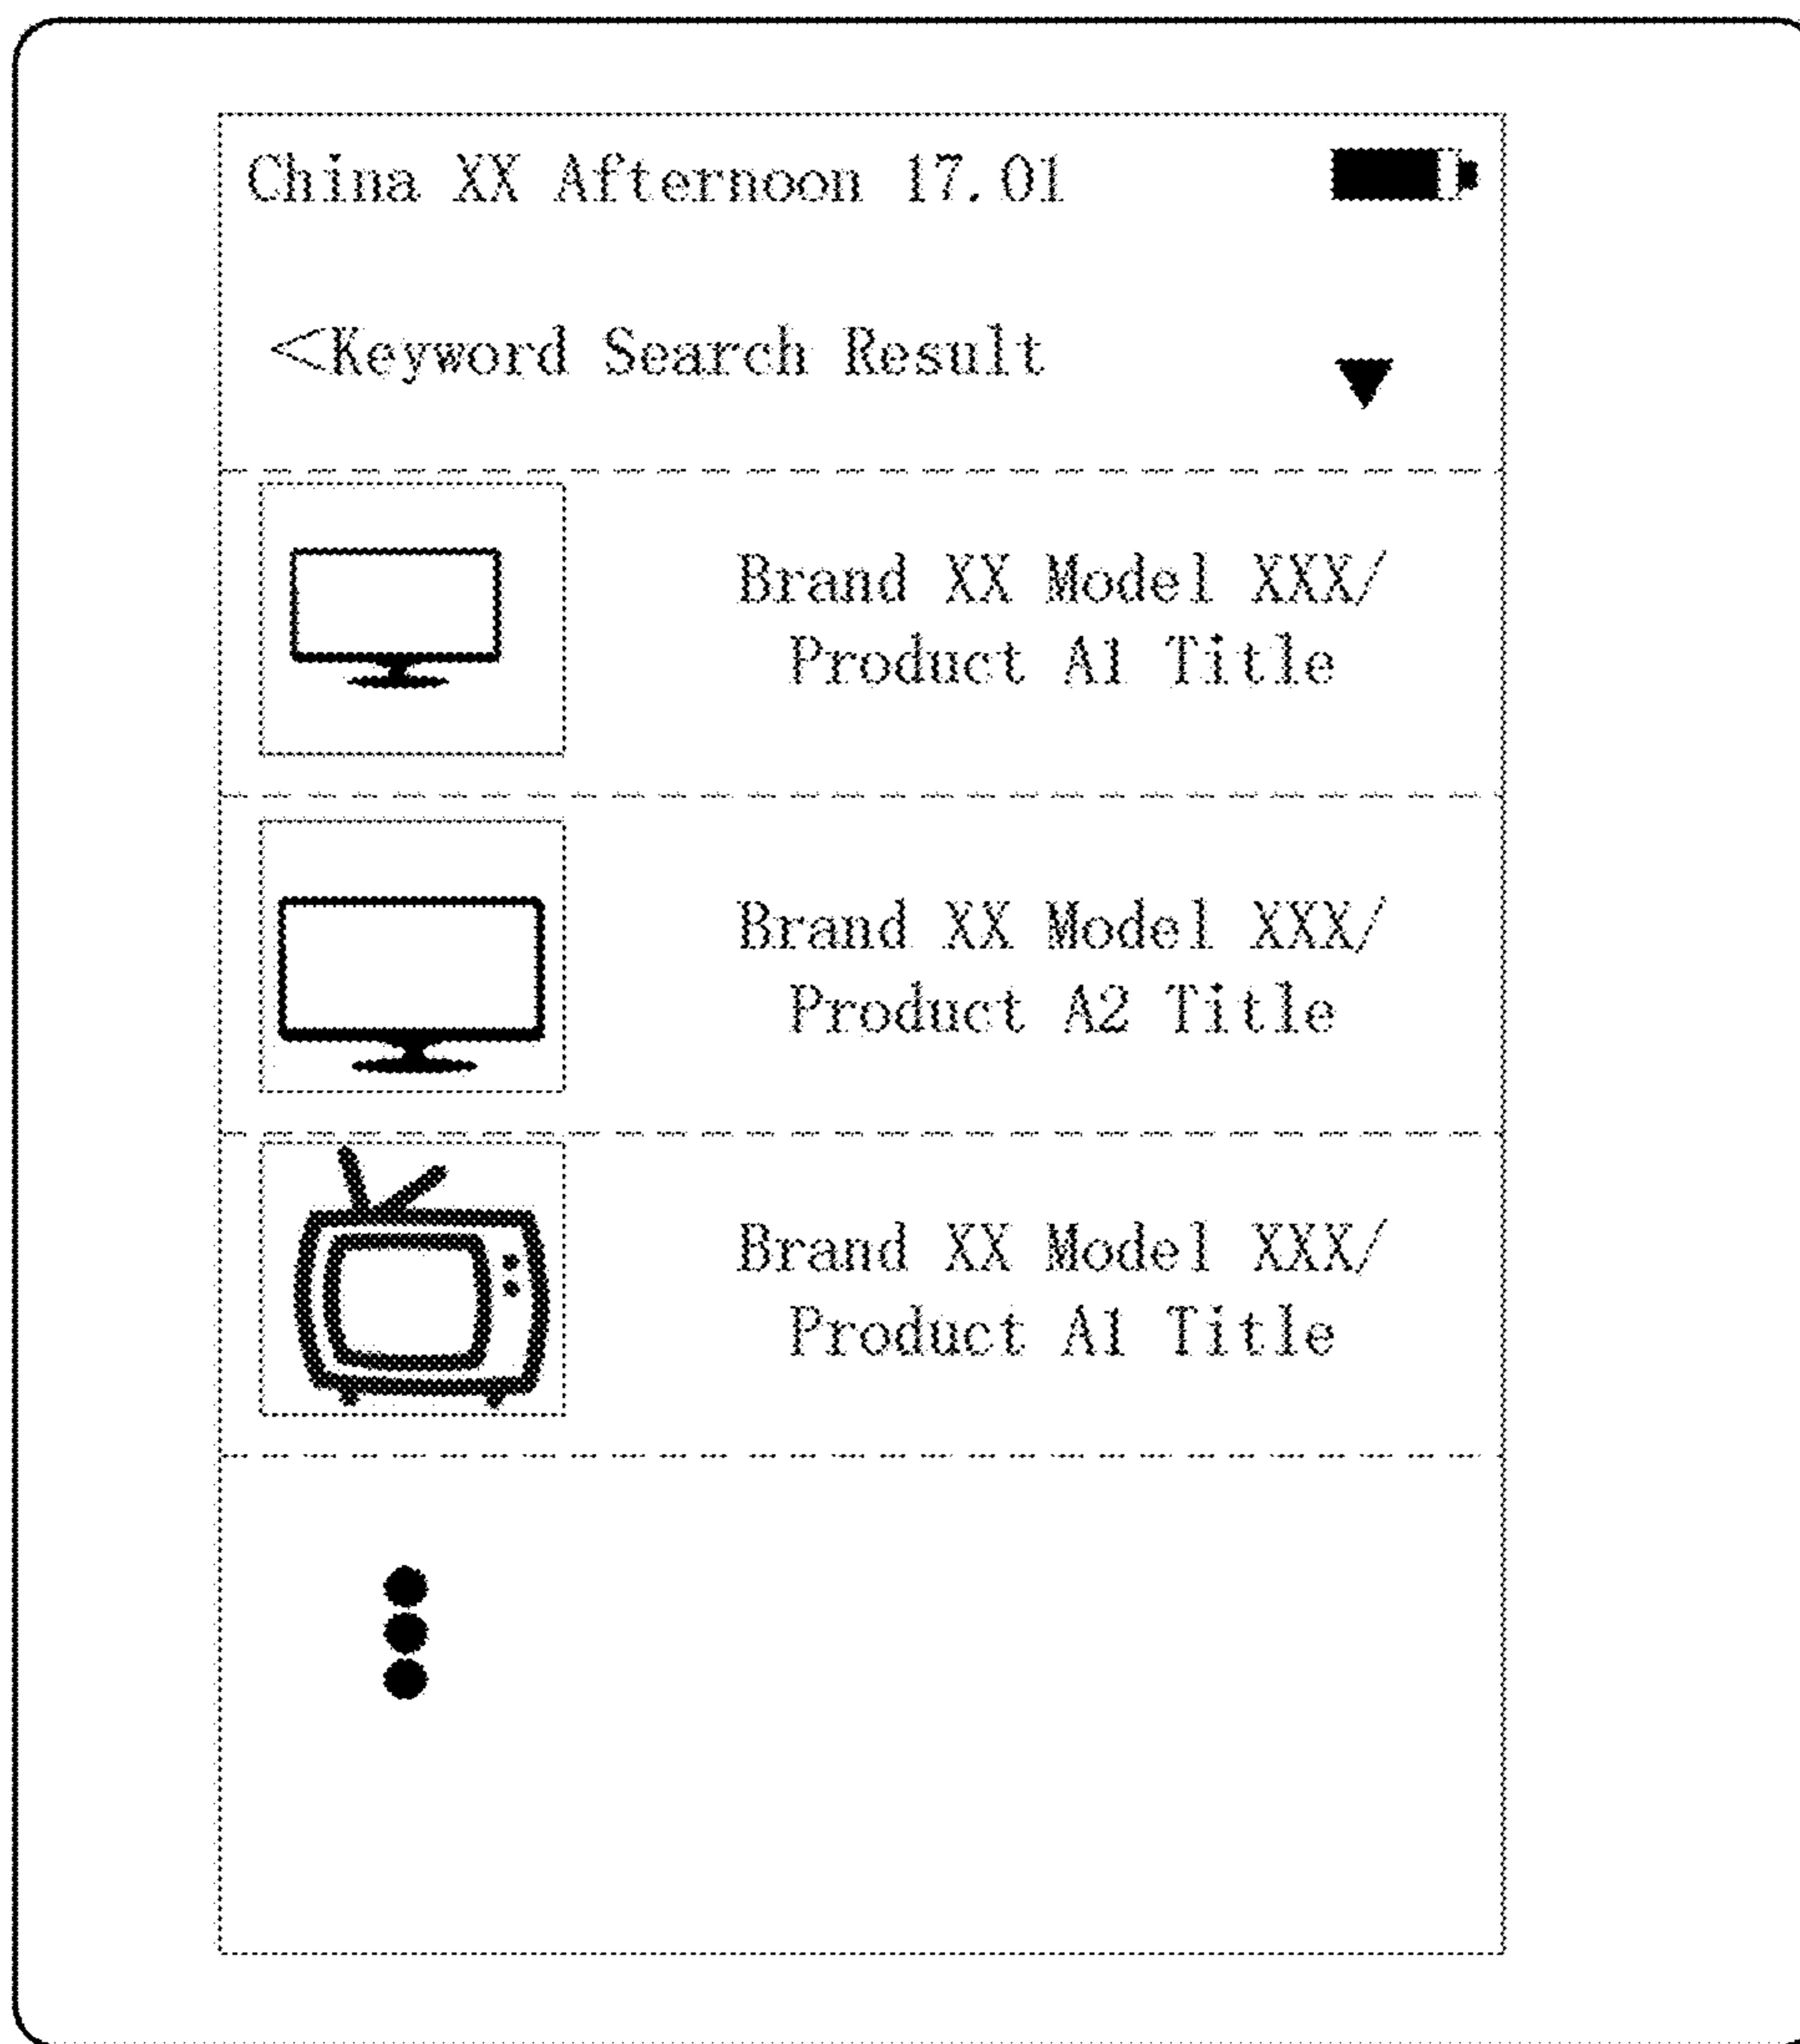 China XX Afternoon 17.01
<Keyword Search Result
Brand XX Model XXX/
Product A1 Title
Brand XX Model XXX/
Product A2 Title
Brand XX Model XXX/
Product A1 Title